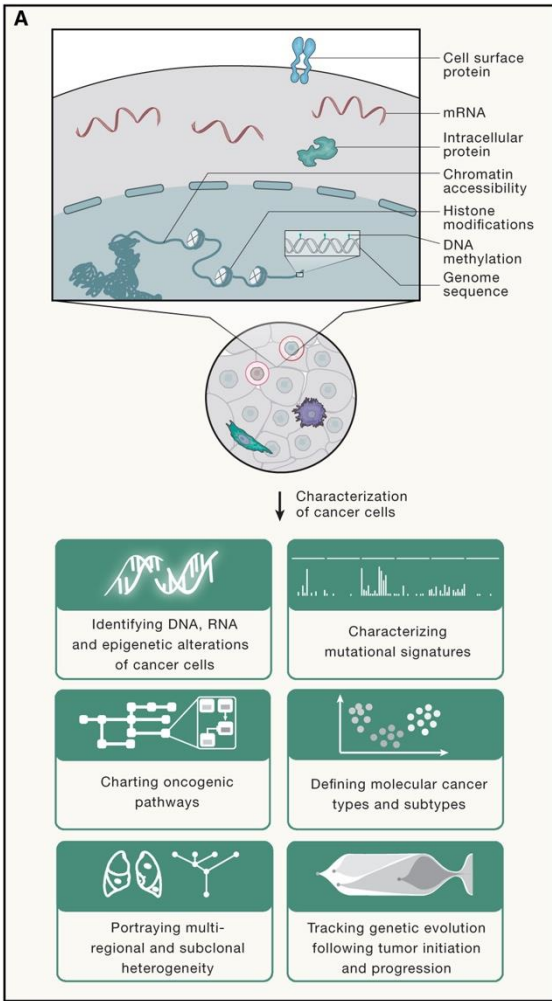 A
Cell surface
protein
mRNA
Intracellular
protein
Chromatin
accessibility
Histone
modifications
DNA
methylation
Genome
sequence
Characterization
of cancer cells
Identifying DNA, RNA
and epigenetic alterations
of cancer cells
Characterizing
mutational signatures
Charting oncogenic
pathways
Defining molecular cancer
types and subtypes
Portraying multi-
regional and subclonal
heterogeneity
Tracking genetic evolution
following tumor initiation
and progression